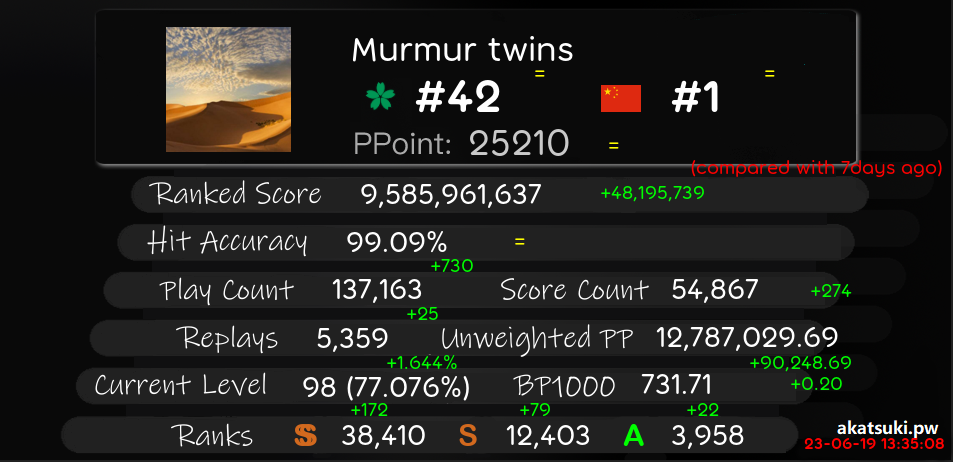 Murmur twins
#42 = #1 =
PPoint: 25210 =
(compared with 7days ago)
Ranked Score 9,585,961,637 +48,195,739
Hit Accuracy 99.09% =
+730
Play Count 137,163 Score Count 54,867 +274
+25
Replays 5,359 Unweighted PP 12,787,029.69
+1.644% +90,248.69
Current Level 98 (77.076%) BP1000 731.71 +0.20
+172 +79 +22
Ranks SS 38,410 S 12,403 A 3,958
akatsuki.pw
23-06-19 13:35:08